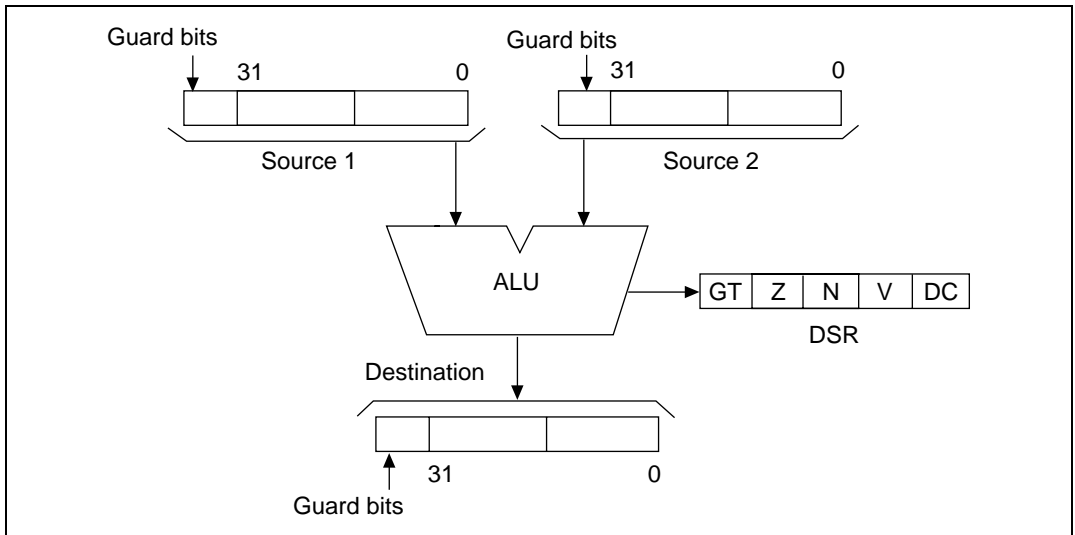 Guard bits
Guard bits
31 0
31 0
Source 1
Source 2
ALU
GT Z N V DC
DSR
Destination
31 0
Guard bits